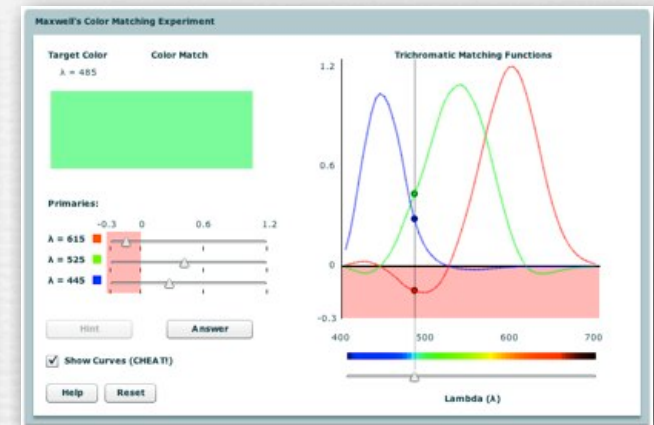 Maxwell's Color Matching Experiment
Target Color Color Match
λ = 485
Primaries:
-0.3 0 0.6 1.2
λ = 615
λ = 525
λ = 445
Hint Answer
Show Curves (CHEAT!)
Help Reset
Trichromatic Matching Functions
1.2
0.6
0
-0.3
400 500 600 700
Lambda (λ)